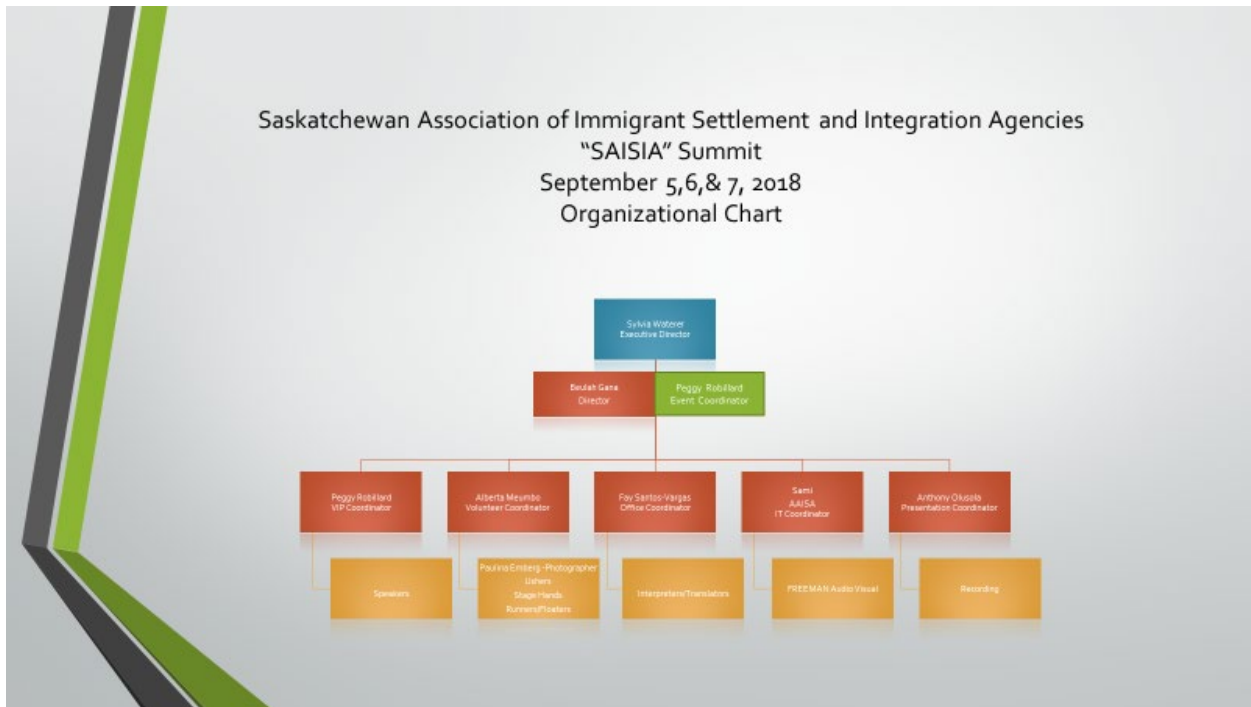 Saskatchewan Association of Immigrant Settlement and Integration Agencies
“SAISIA” Summit
September 5,6,& 7, 2018
Organizational Chart
Sylvia Waterer
Executive Director
Beulah Gana
Director
Peggy Robillard
Event Coordinator
Peggy Robillard
VIP Coordinator
Alberta Meumbo
Volunteer Coordinator
Fay Santos-Vargas
Office Coordinator
Sami
AAISA
IT Coordinator
Anthony Olusola
Presentation Coordinator
Speakers
Paulina Emberg -Photographer
Ushers
Stage Hands
Runners/Floaters
Interpreters/Translators
FREEMAN Audio Visual
Recording